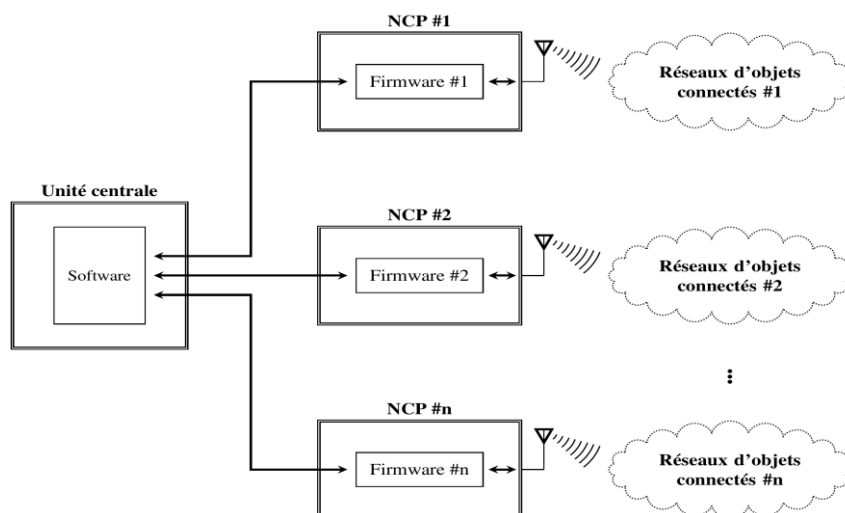 NCP #1
Firmware #1
Réseaux d'objets
connectés #1
Unité centrale
Software
NCP #2
Firmware #2
Réseaux d'objets
connectés #2
NCP #n
Firmware #n
Réseaux d'objets
connectés #n